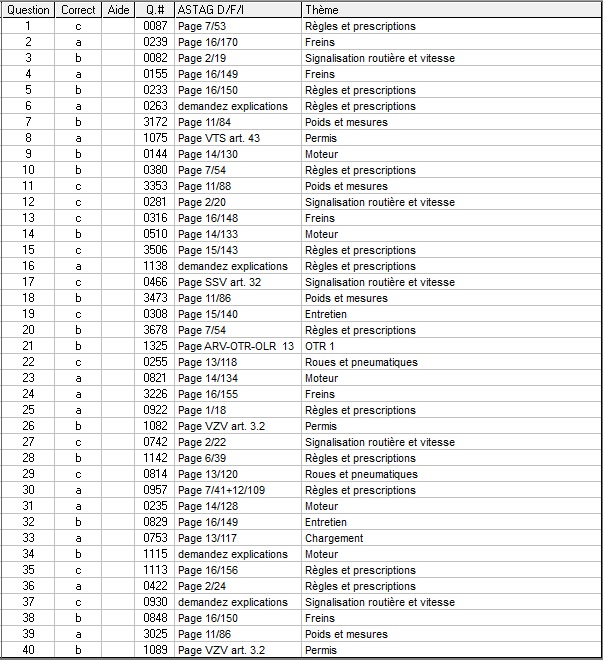 Question Correct Aide Q.# ASTAG D/F/I Thème
1 c 0087 Page 7/53 Règles et prescriptions
2 a 0239 Page 16/170 Freins
3 b 0082 Page 2/19 Signalisation routière et vitesse
4 a 0155 Page 16/149 Freins
5 b 0233 Page 16/150 Règles et prescriptions
6 a 0263 demandez explications Règles et prescriptions
7 b 3172 Page 11/84 Poids et mesures
8 a 1075 Page VTS art. 43 Permis
9 b 0144 Page 14/130 Moteur
10 b 0380 Page 7/54 Règles et prescriptions
11 c 3353 Page 11/88 Poids et mesures
12 c 0281 Page 2/20 Signalisation routière et vitesse
13 c 0316 Page 16/148 Freins
14 b 0510 Page 14/133 Moteur
15 c 3506 Page 15/143 Règles et prescriptions
16 a 1138 demandez explications Règles et prescriptions
17 c 0466 Page SSV art. 32 Signalisation routière et vitesse
18 b 3473 Page 11/86 Poids et mesures
19 c 0308 Page 15/140 Entretien
20 b 3678 Page 7/54 Règles et prescriptions
21 b 1325 Page ARV-OTR-OLR 13 OTR 1
22 c 0255 Page 13/118 Roues et pneumatiques
23 a 0821 Page 14/134 Moteur
24 a 3226 Page 16/155 Freins
25 a 0922 Page 1/18 Règles et prescriptions
26 b 1082 Page VZV art. 3.2 Permis
27 c 0742 Page 2/22 Signalisation routière et vitesse
28 b 1142 Page 6/39 Règles et prescriptions
29 c 0814 Page 13/120 Roues et pneumatiques
30 a 0957 Page 7/41+12/109 Règles et prescriptions
31 a 0235 Page 14/128 Moteur
32 b 0829 Page 16/149 Entretien
33 a 0753 Page 13/117 Chargement
34 b 1115 demandez explications Moteur
35 c 1113 Page 16/156 Règles et prescriptions
36 a 0422 Page 2/24 Règles et prescriptions
37 c 0930 demandez explications Signalisation routière et vitesse
38 b 0848 Page 16/150 Freins
39 a 3025 Page 11/86 Poids et mesures
40 b 1089 Page VZV art. 3.2 Permis